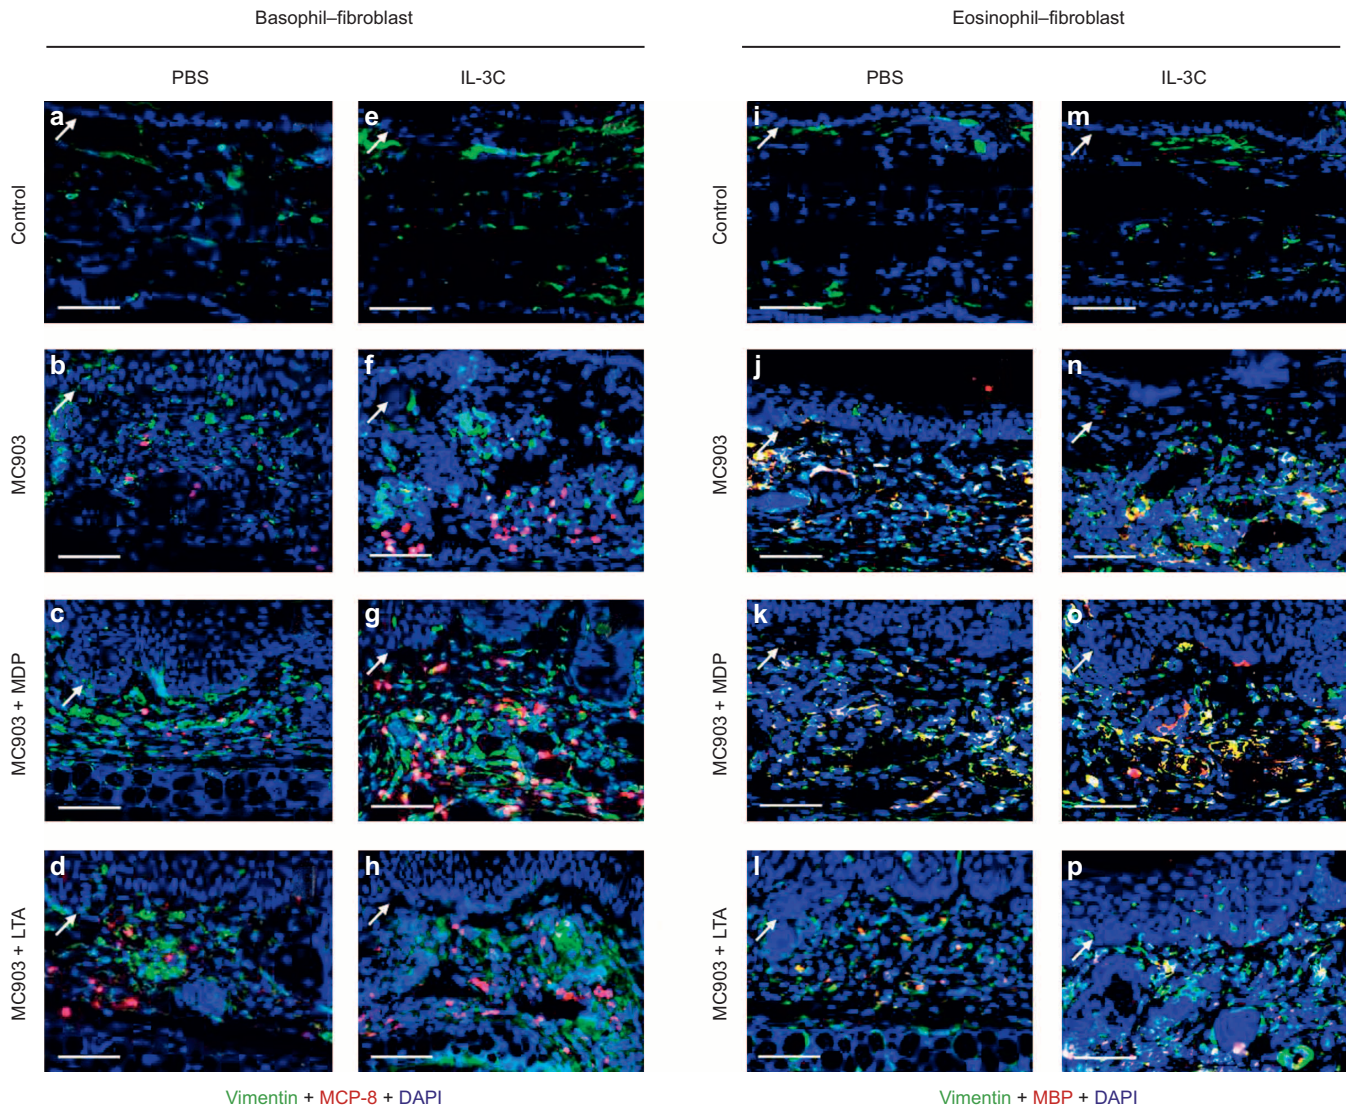 Basophil–fibroblast
Eosinophil–fibroblast
PBS
IL-3C
PBS
IL-3C
Control
a
e
Control
i
m
MC903
b
f
MC903
j
n
MC903 + MDP
c
g
MC903 + MDP
k
o
MC903 + LTA
d
h
MC903 + LTA
l
p
Vimentin + MCP-8 + DAPI
Vimentin + MBP + DAPI